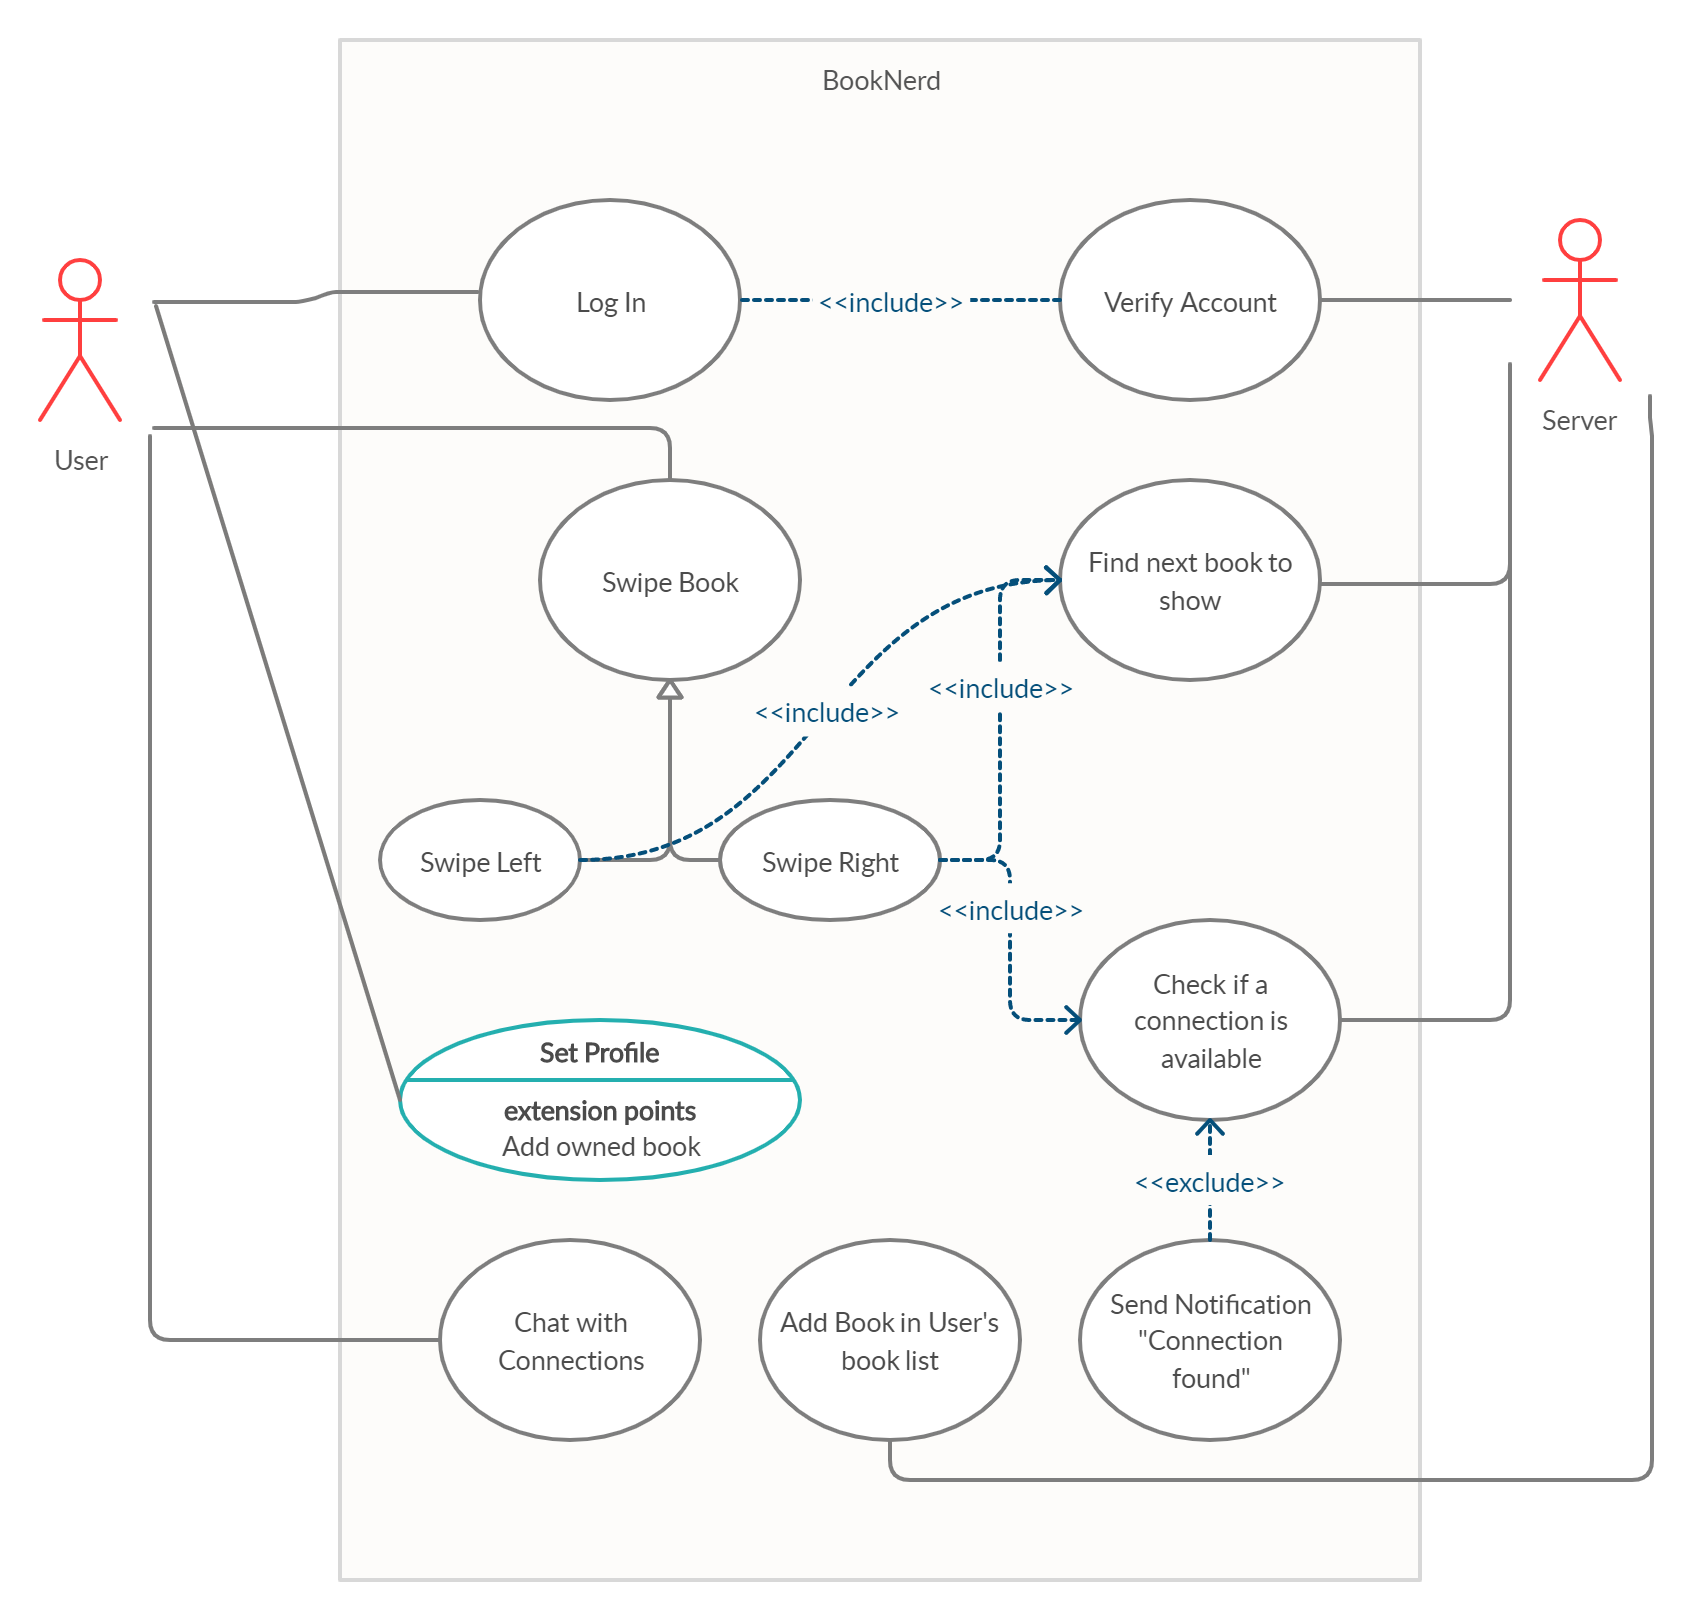 BookNerd
Log In
<<include>>
Verify Account
User
Server
Swipe Book
Find next book to
show
<<include>>
<<include>>
Swipe Left
Swipe Right
<<include>>
Check if a
connection is
available
Set Profile
extension points
Add owned book
<<exclude>>
Chat with
Connections
Add Book in User's
book list
Send Notification
"Connection
found"